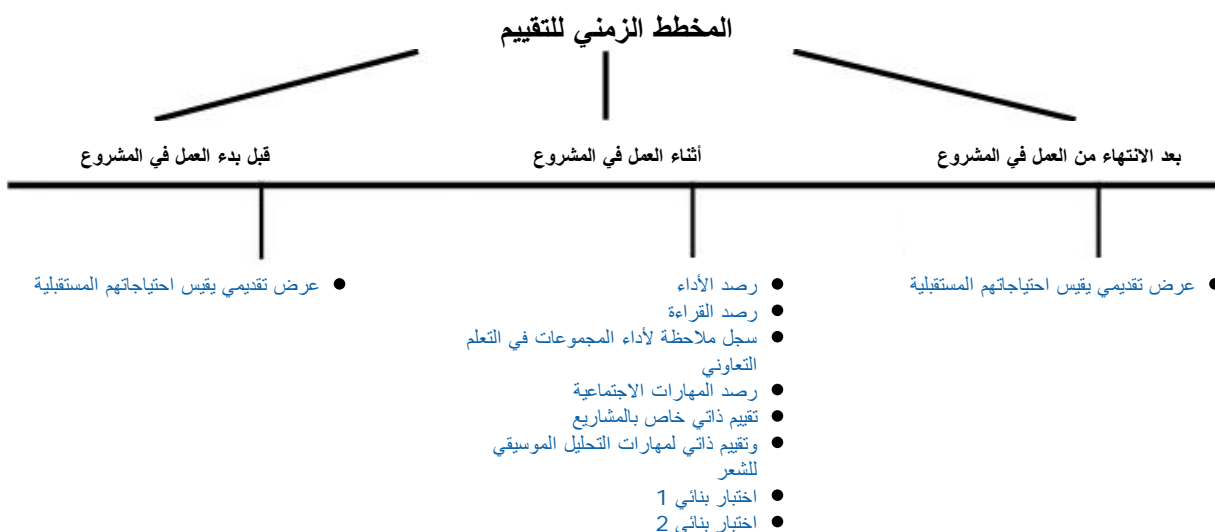 المخطط الزمني للتقييم
قبل بدء العمل في المشروع
أثناء العمل في المشروع
بعد الانتهاء من العمل في المشروع
● عرض تقديمي يقيس احتياجاتهم المستقبلية
● رصد الأداء
● رصد القراءة
● سجل ملاحظة لأداء المجموعات في التعلم
التعاوني
● رصد المهارات الاجتماعية
● تقييم ذاتي خاص بالمشاريع
● وتقييم ذاتي لمهارات التحليل الموسيقي
للشعر
● اختبار بنائي 1
● اختبار بنائي 2
● عرض تقديمي يقيس احتياجاتهم المستقبلية